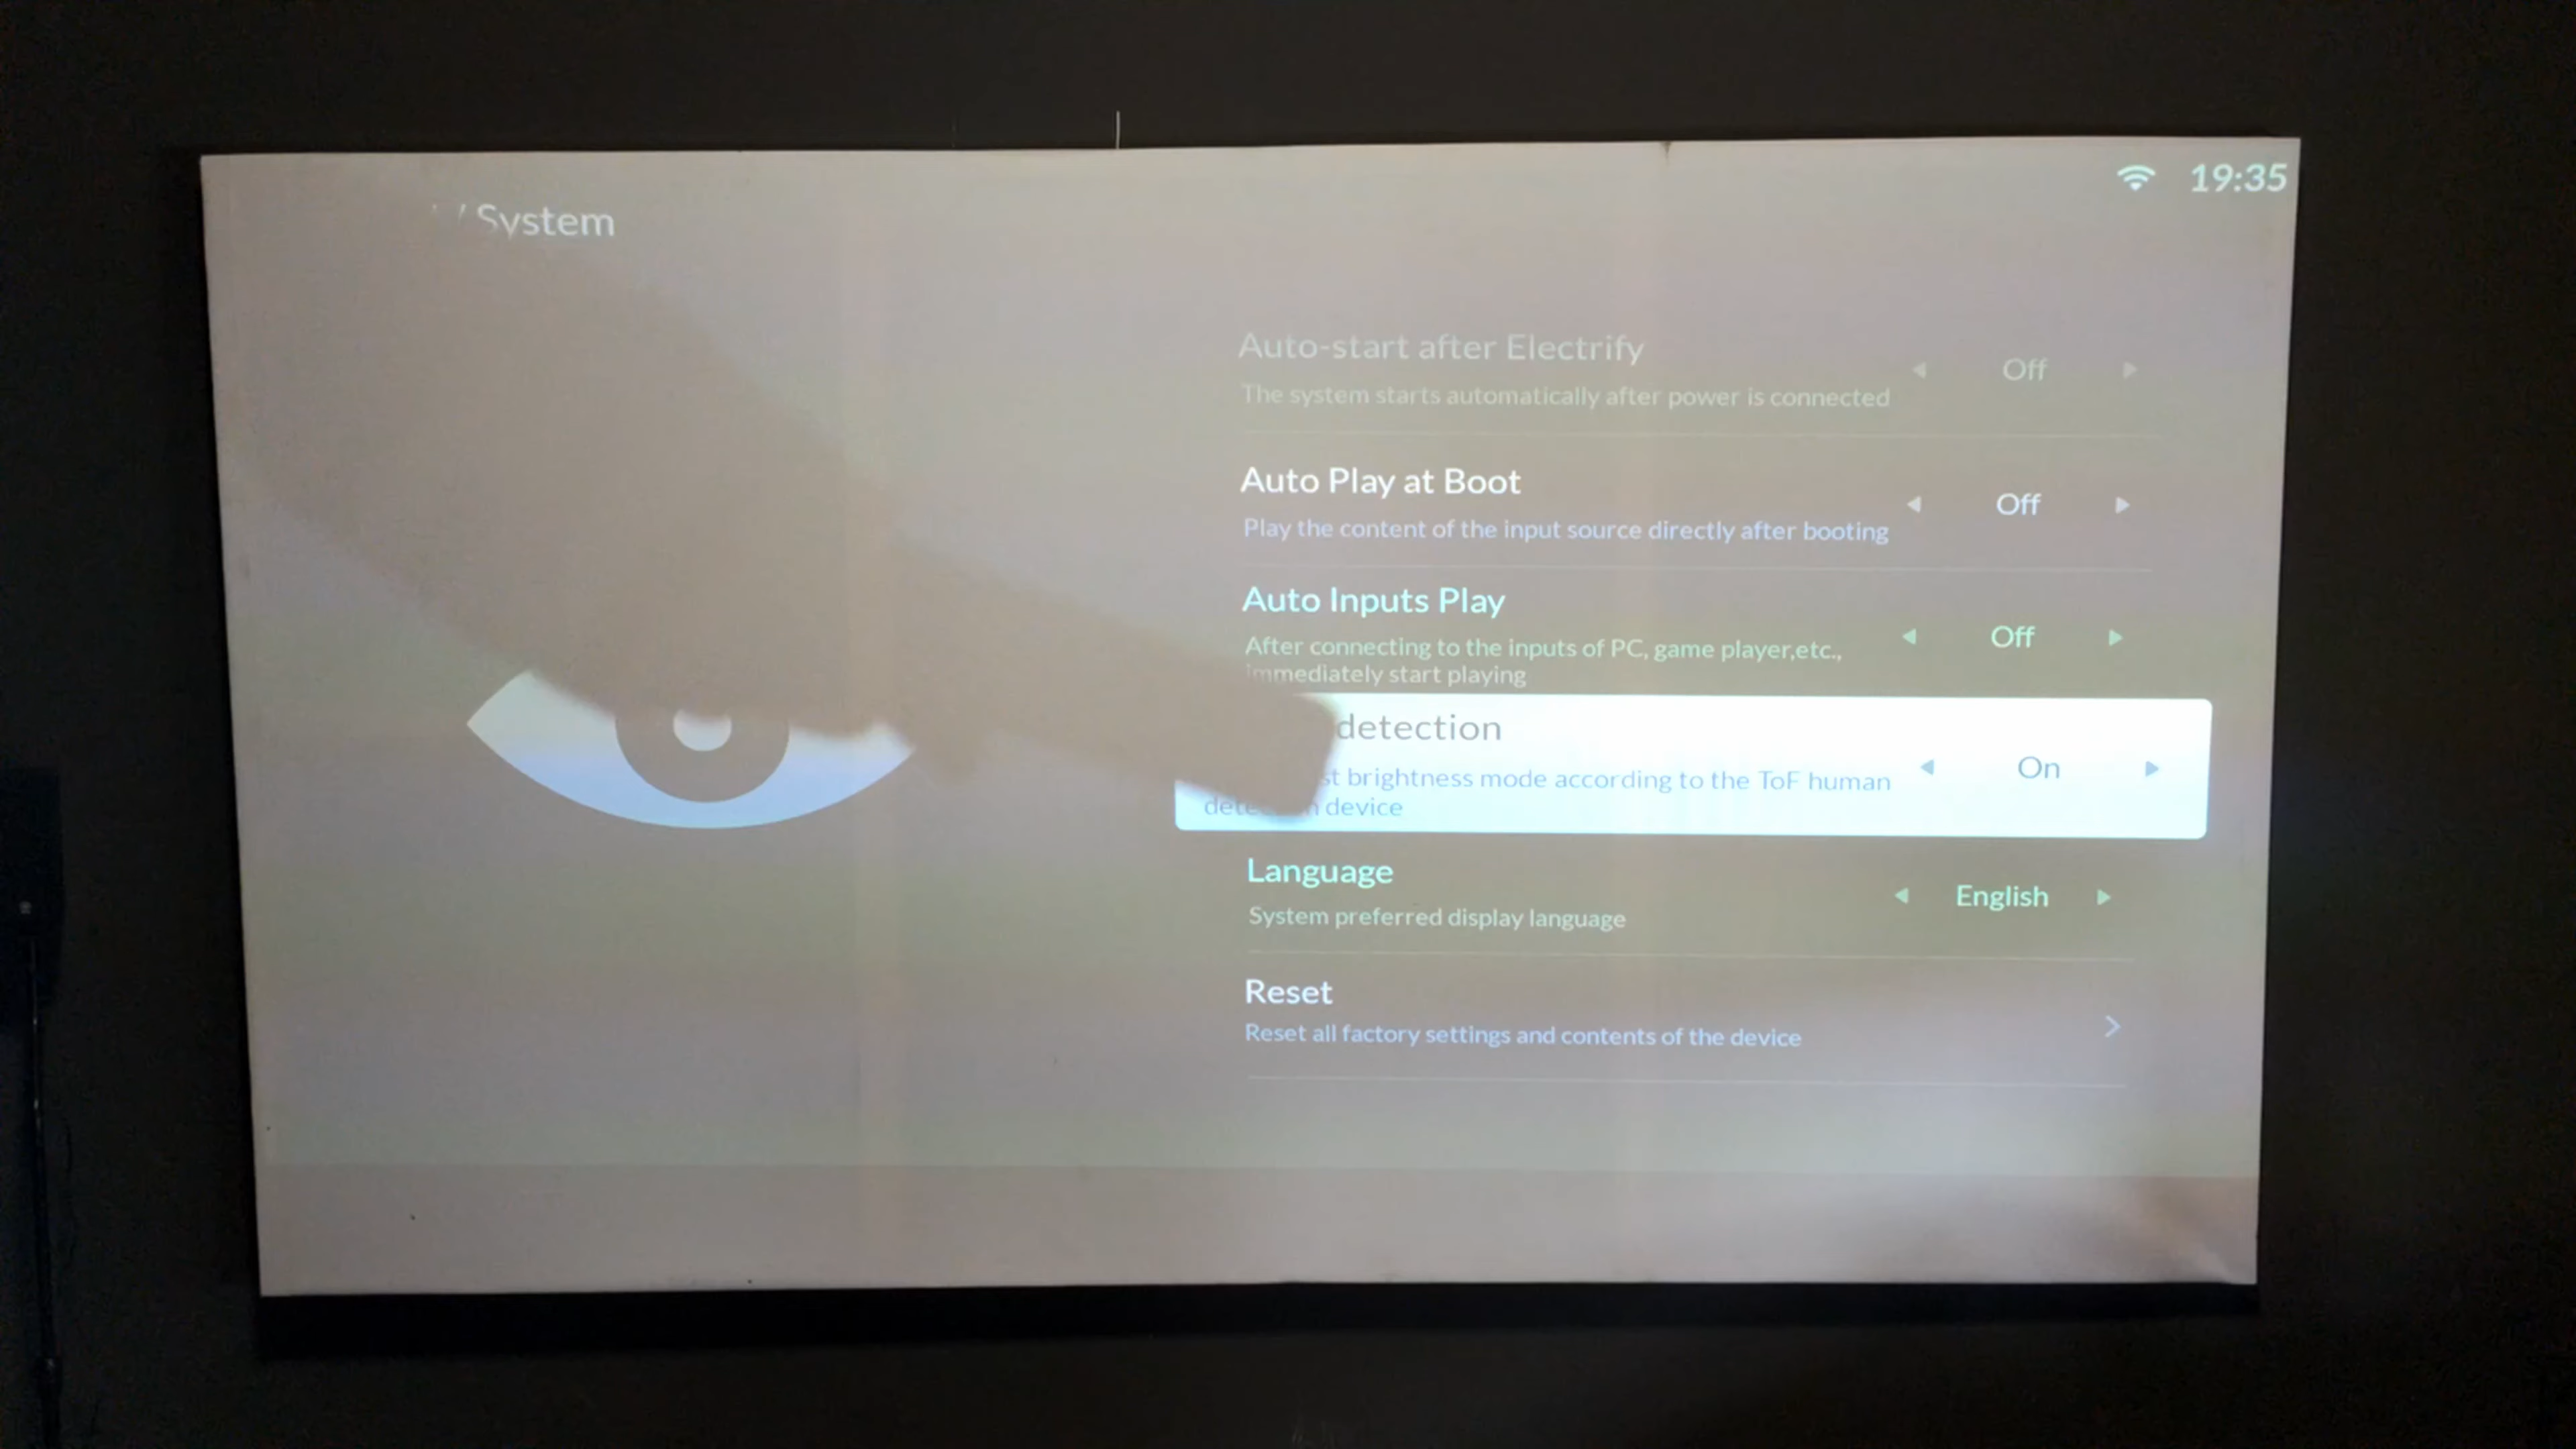 System
19:35
Auto-start after Electrify
Off
The system starts automatically after power is connected
Auto Play at Boot
Off
Play the content of the input source directly after booting
Auto Inputs Play
Off
After connecting to the inputs of PC, game player,etc.,
immediately start playing
detection
On
brightness mode according to the ToF human
device
Language
English
System preferred display language
Reset
Reset all factory settings and contents of the device